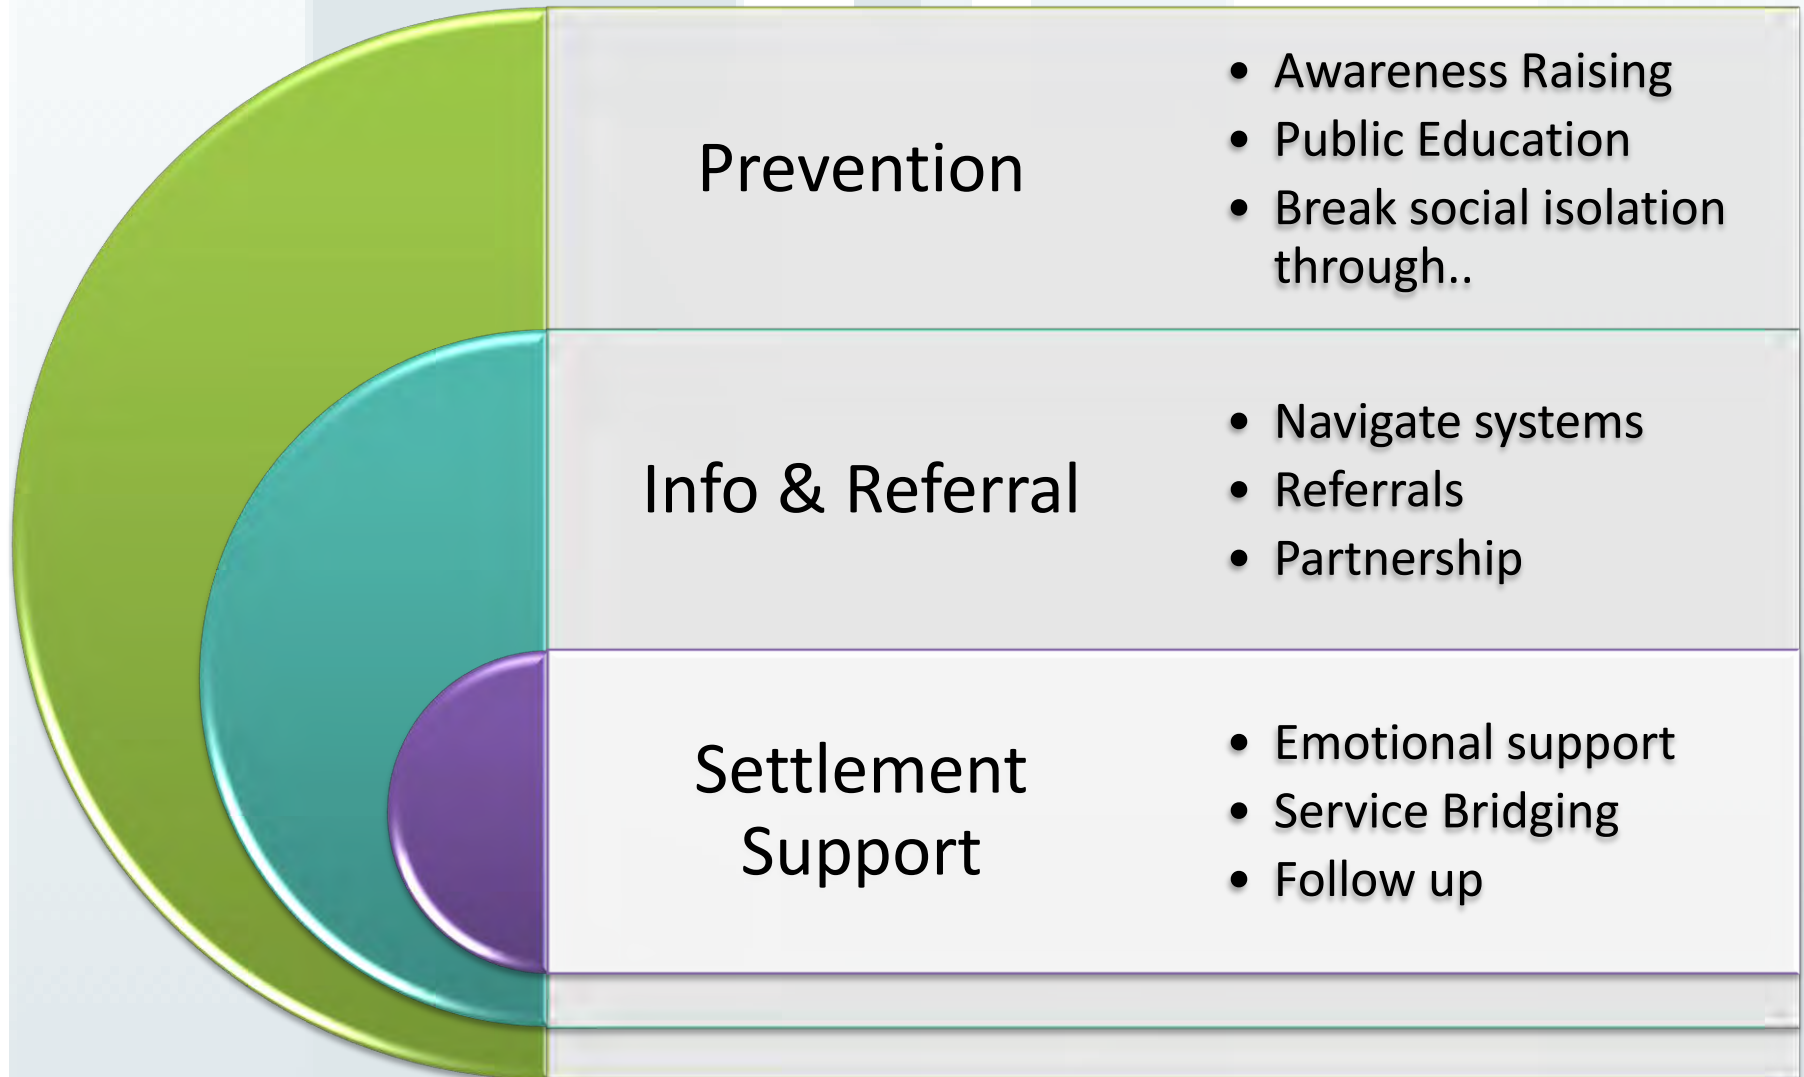 Prevention
• Awareness Raising
• Public Education
• Break social isolation
through..
Info & Referral
• Navigate systems
• Referrals
• Partnership
Settlement
Support
• Emotional support
• Service Bridging
• Follow up